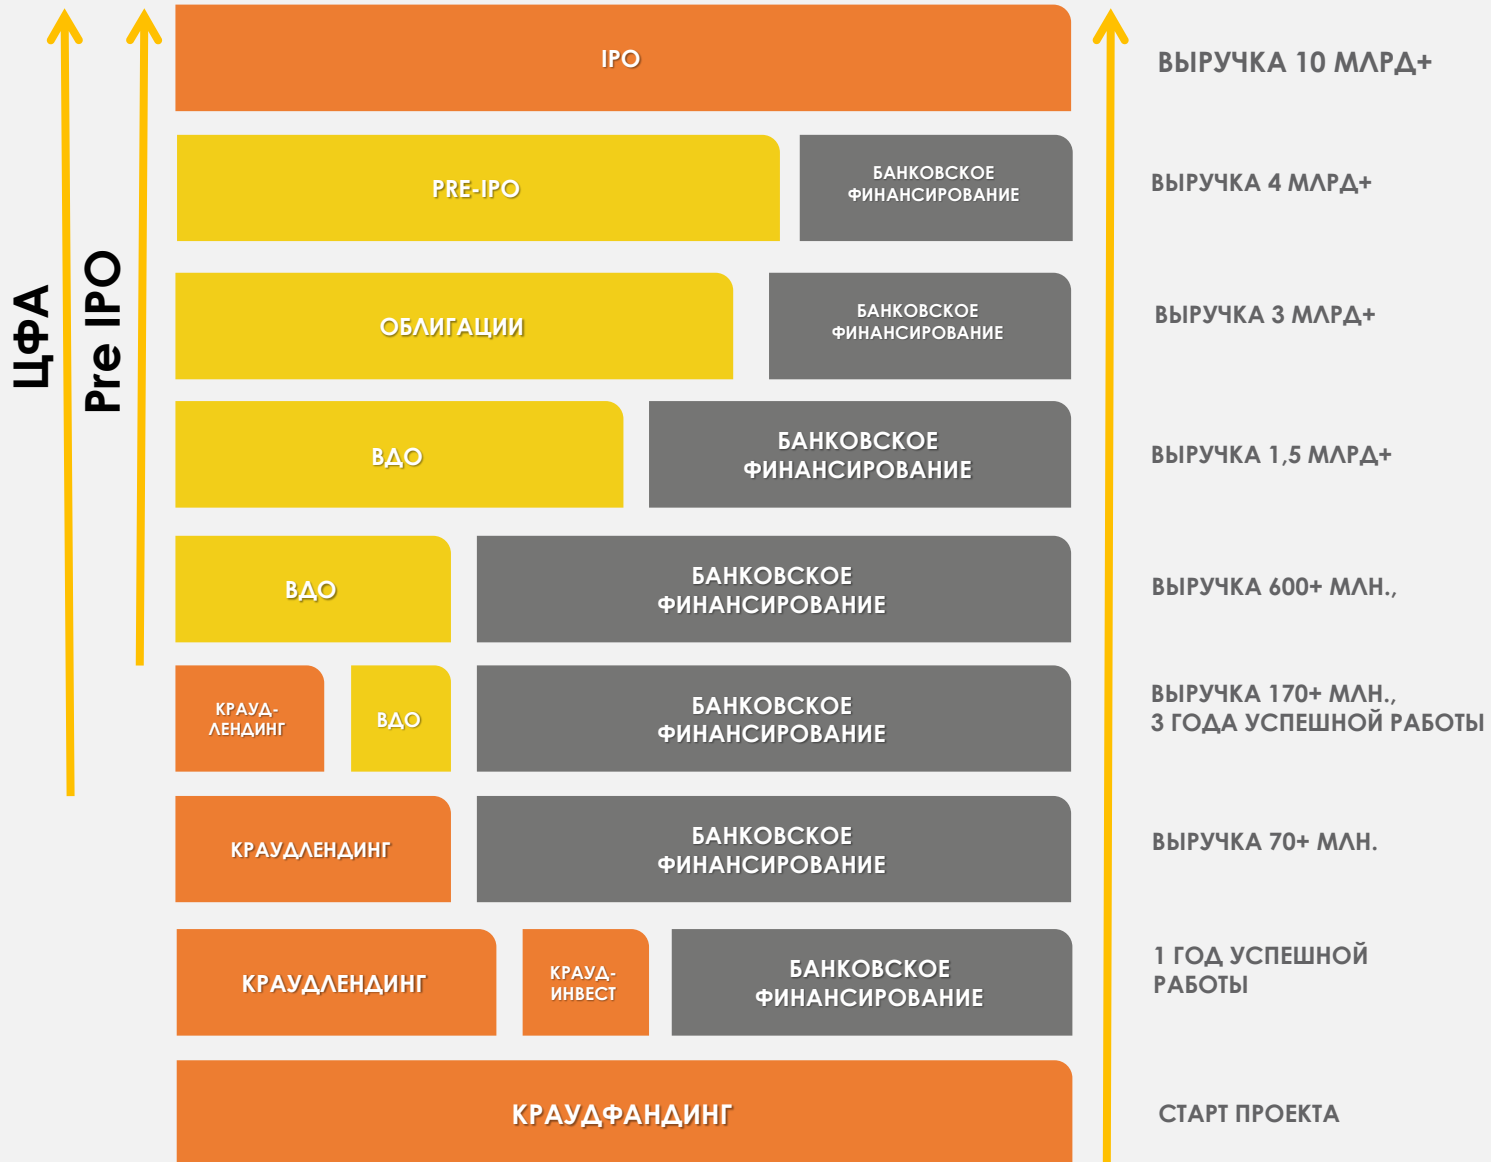 IPO
ВЫРУЧКА 10 МЛРД+
PRE-IPO
БАНКОВСКОЕ
ФИНАНСИРОВАНИЕ
ВЫРУЧКА 4 МЛРД+
ЦФА
Pre IPO
ОБЛИГАЦИИ
БАНКОВСКОЕ
ФИНАНСИРОВАНИЕ
ВЫРУЧКА 3 МЛРД+
ВДО
БАНКОВСКОЕ
ФИНАНСИРОВАНИЕ
ВЫРУЧКА 1,5 МЛРД+
ВДО
БАНКОВСКОЕ
ФИНАНСИРОВАНИЕ
ВЫРУЧКА 600+ МЛН.,
КРАУД-
ЛЕНДИНГ
ВДО
БАНКОВСКОЕ
ФИНАНСИРОВАНИЕ
ВЫРУЧКА 170+ МЛН.,
3 ГОДА УСПЕШНОЙ РАБОТЫ
КРАУДЛЕНДИНГ
БАНКОВСКОЕ
ФИНАНСИРОВАНИЕ
ВЫРУЧКА 70+ МЛН.
КРАУДЛЕНДИНГ
КРАУД-
ИНВЕСТ
БАНКОВСКОЕ
ФИНАНСИРОВАНИЕ
1 ГОД УСПЕШНОЙ
РАБОТЫ
КРАУДФАНДИНГ
СТАРТ ПРОЕКТА